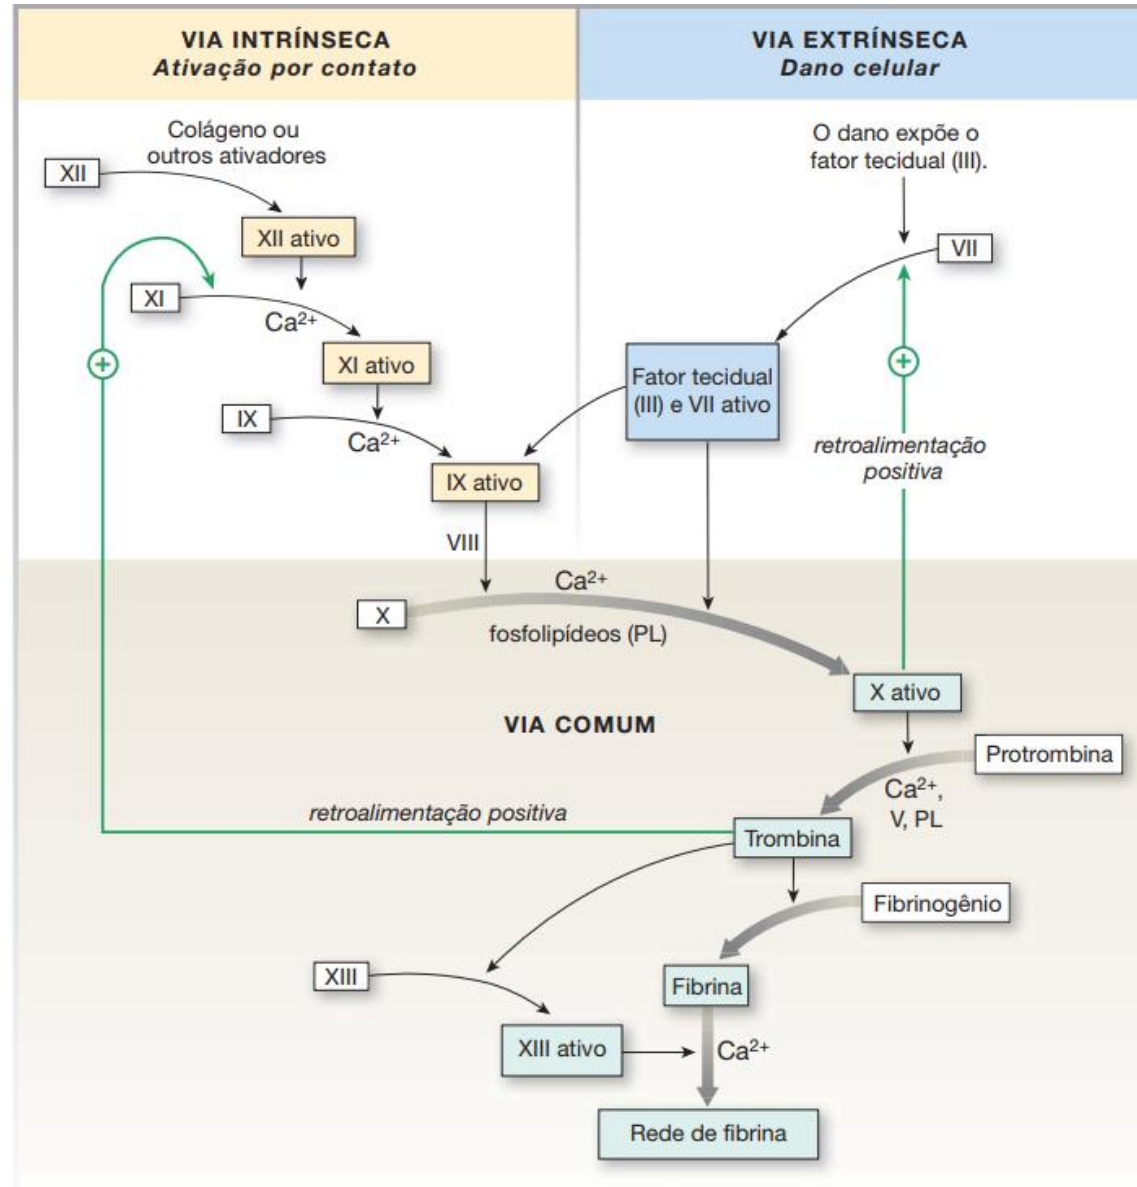 VIA INTRÍNSECA
Ativação por contato
VIA EXTRÍNSECA
Dano celular
Colágeno ou
outros ativadores
XII
XII ativo
XI
Ca²⁺
XI ativo
IX
Ca²⁺
IX ativo
VIII
O dano expõe o
fator tecidual (III).
VII
Fator tecidual
(III) e VII ativo
retroalimentação
positiva
Ca²⁺
X
fosfolipídeos (PL)
X ativo
VIA COMUM
Protrombina
Ca²⁺,
V, PL
retroalimentação positiva
Trombina
Fibrinogênio
XIII
Fibrina
XIII ativo
Ca²⁺
Rede de fibrina